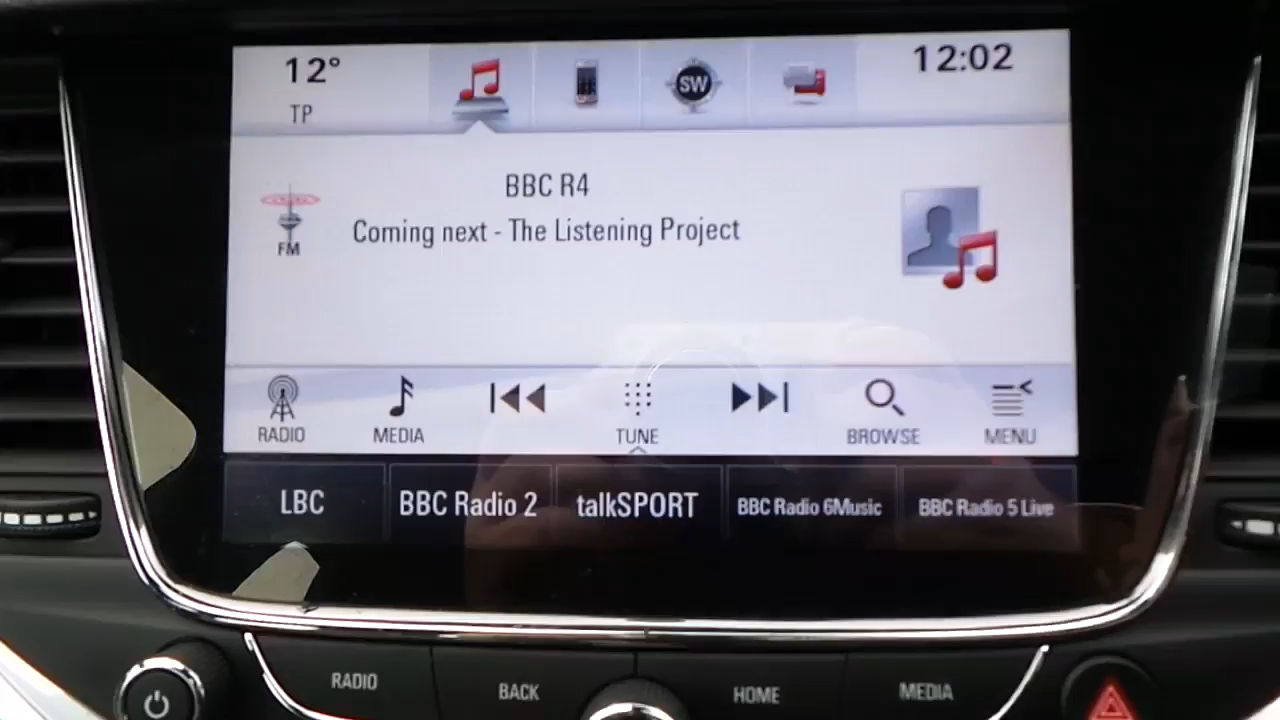 12°
TP
SW
12:02
BBC R4
Coming next - The Listening Project
FM
RADIO
MEDIA
TUNE
BROWSE
MENU
LBC
BBC Radio 2
talkSPORT
BBC Radio 6Music
BBC Radio 5 Live
RADIO
BACK
HOME
MEDIA